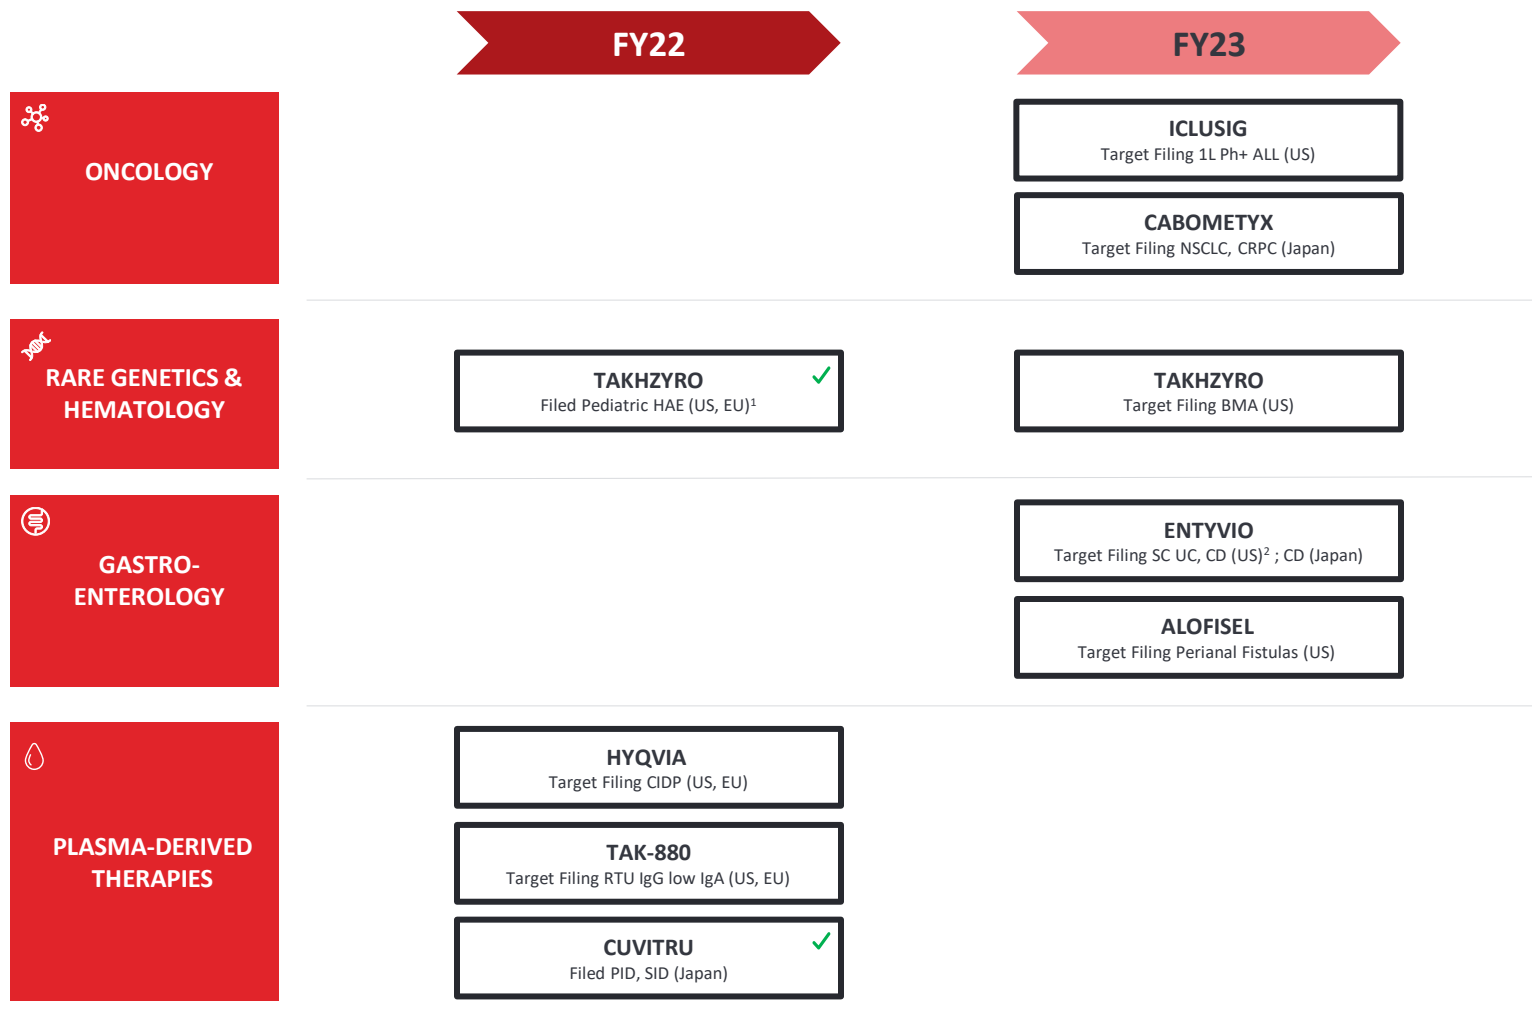 FY22
FY23
ONCOLOGY
ICLUSIG
Target Filing 1L Ph+ ALL (US)
CABOMETYX
Target Filing NSCLC, CRPC (Japan)
RARE GENETICS &
HEMATOLOGY
TAKHZYRO
Filed Pediatric HAE (US, EU)¹
TAKHZYRO
Target Filing BMA (US)
GASTRO-
ENTEROLOGY
ENTYVIO
Target Filing SC UC, CD (US)² ; CD (Japan)
ALOFISEL
Target Filing Perianal Fistulas (US)
PLASMA-DERIVED
THERAPIES
HYQVIA
Target Filing CIDP (US, EU)
TAK-880
Target Filing RTU IgG low IgA (US, EU)
CUVITRU
Filed PID, SID (Japan)